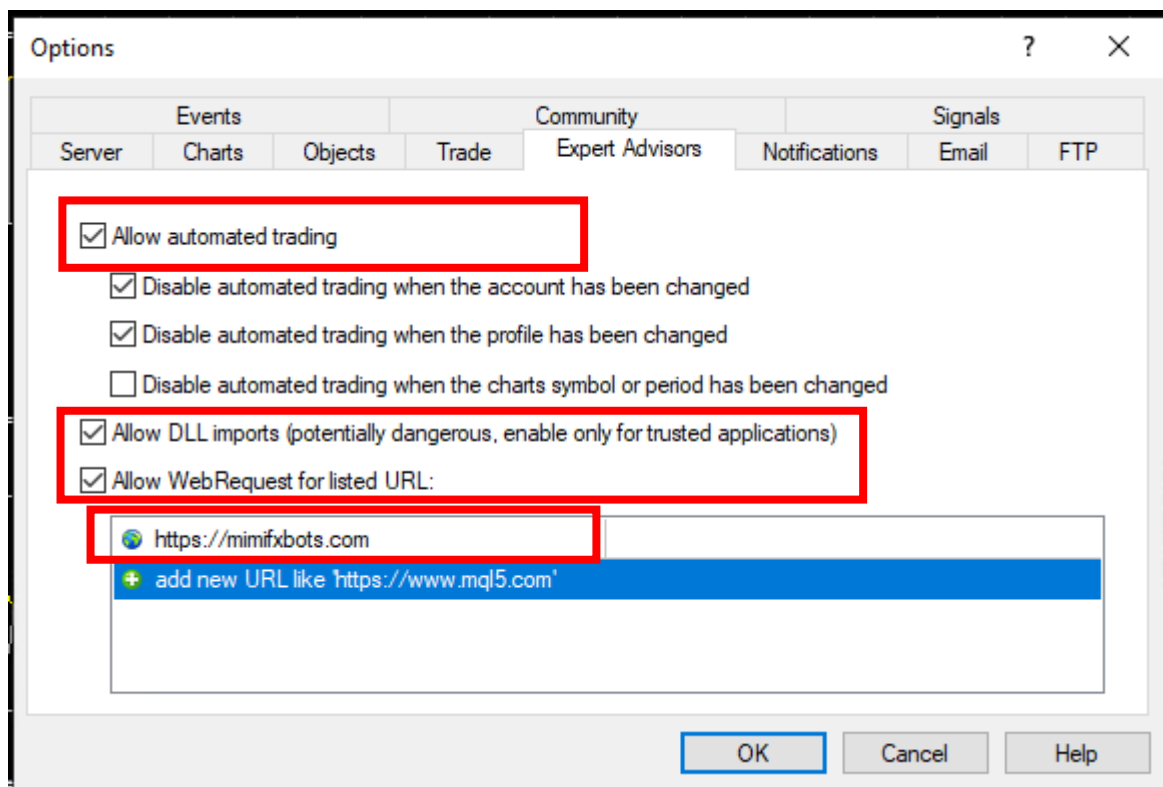 Options
?
Events Community Signals
Server Charts Objects Trade Expert Advisors Notifications Email FTP
Allow automated trading
Disable automated trading when the account has been changed
Disable automated trading when the profile has been changed
Disable automated trading when the charts symbol or period has been changed
Allow DLL imports (potentially dangerous, enable only for trusted applications)
Allow WebRequest for listed URL:
https://mimifxbots.com
add new URL like 'https://www.mql5.com'
OK Cancel Help